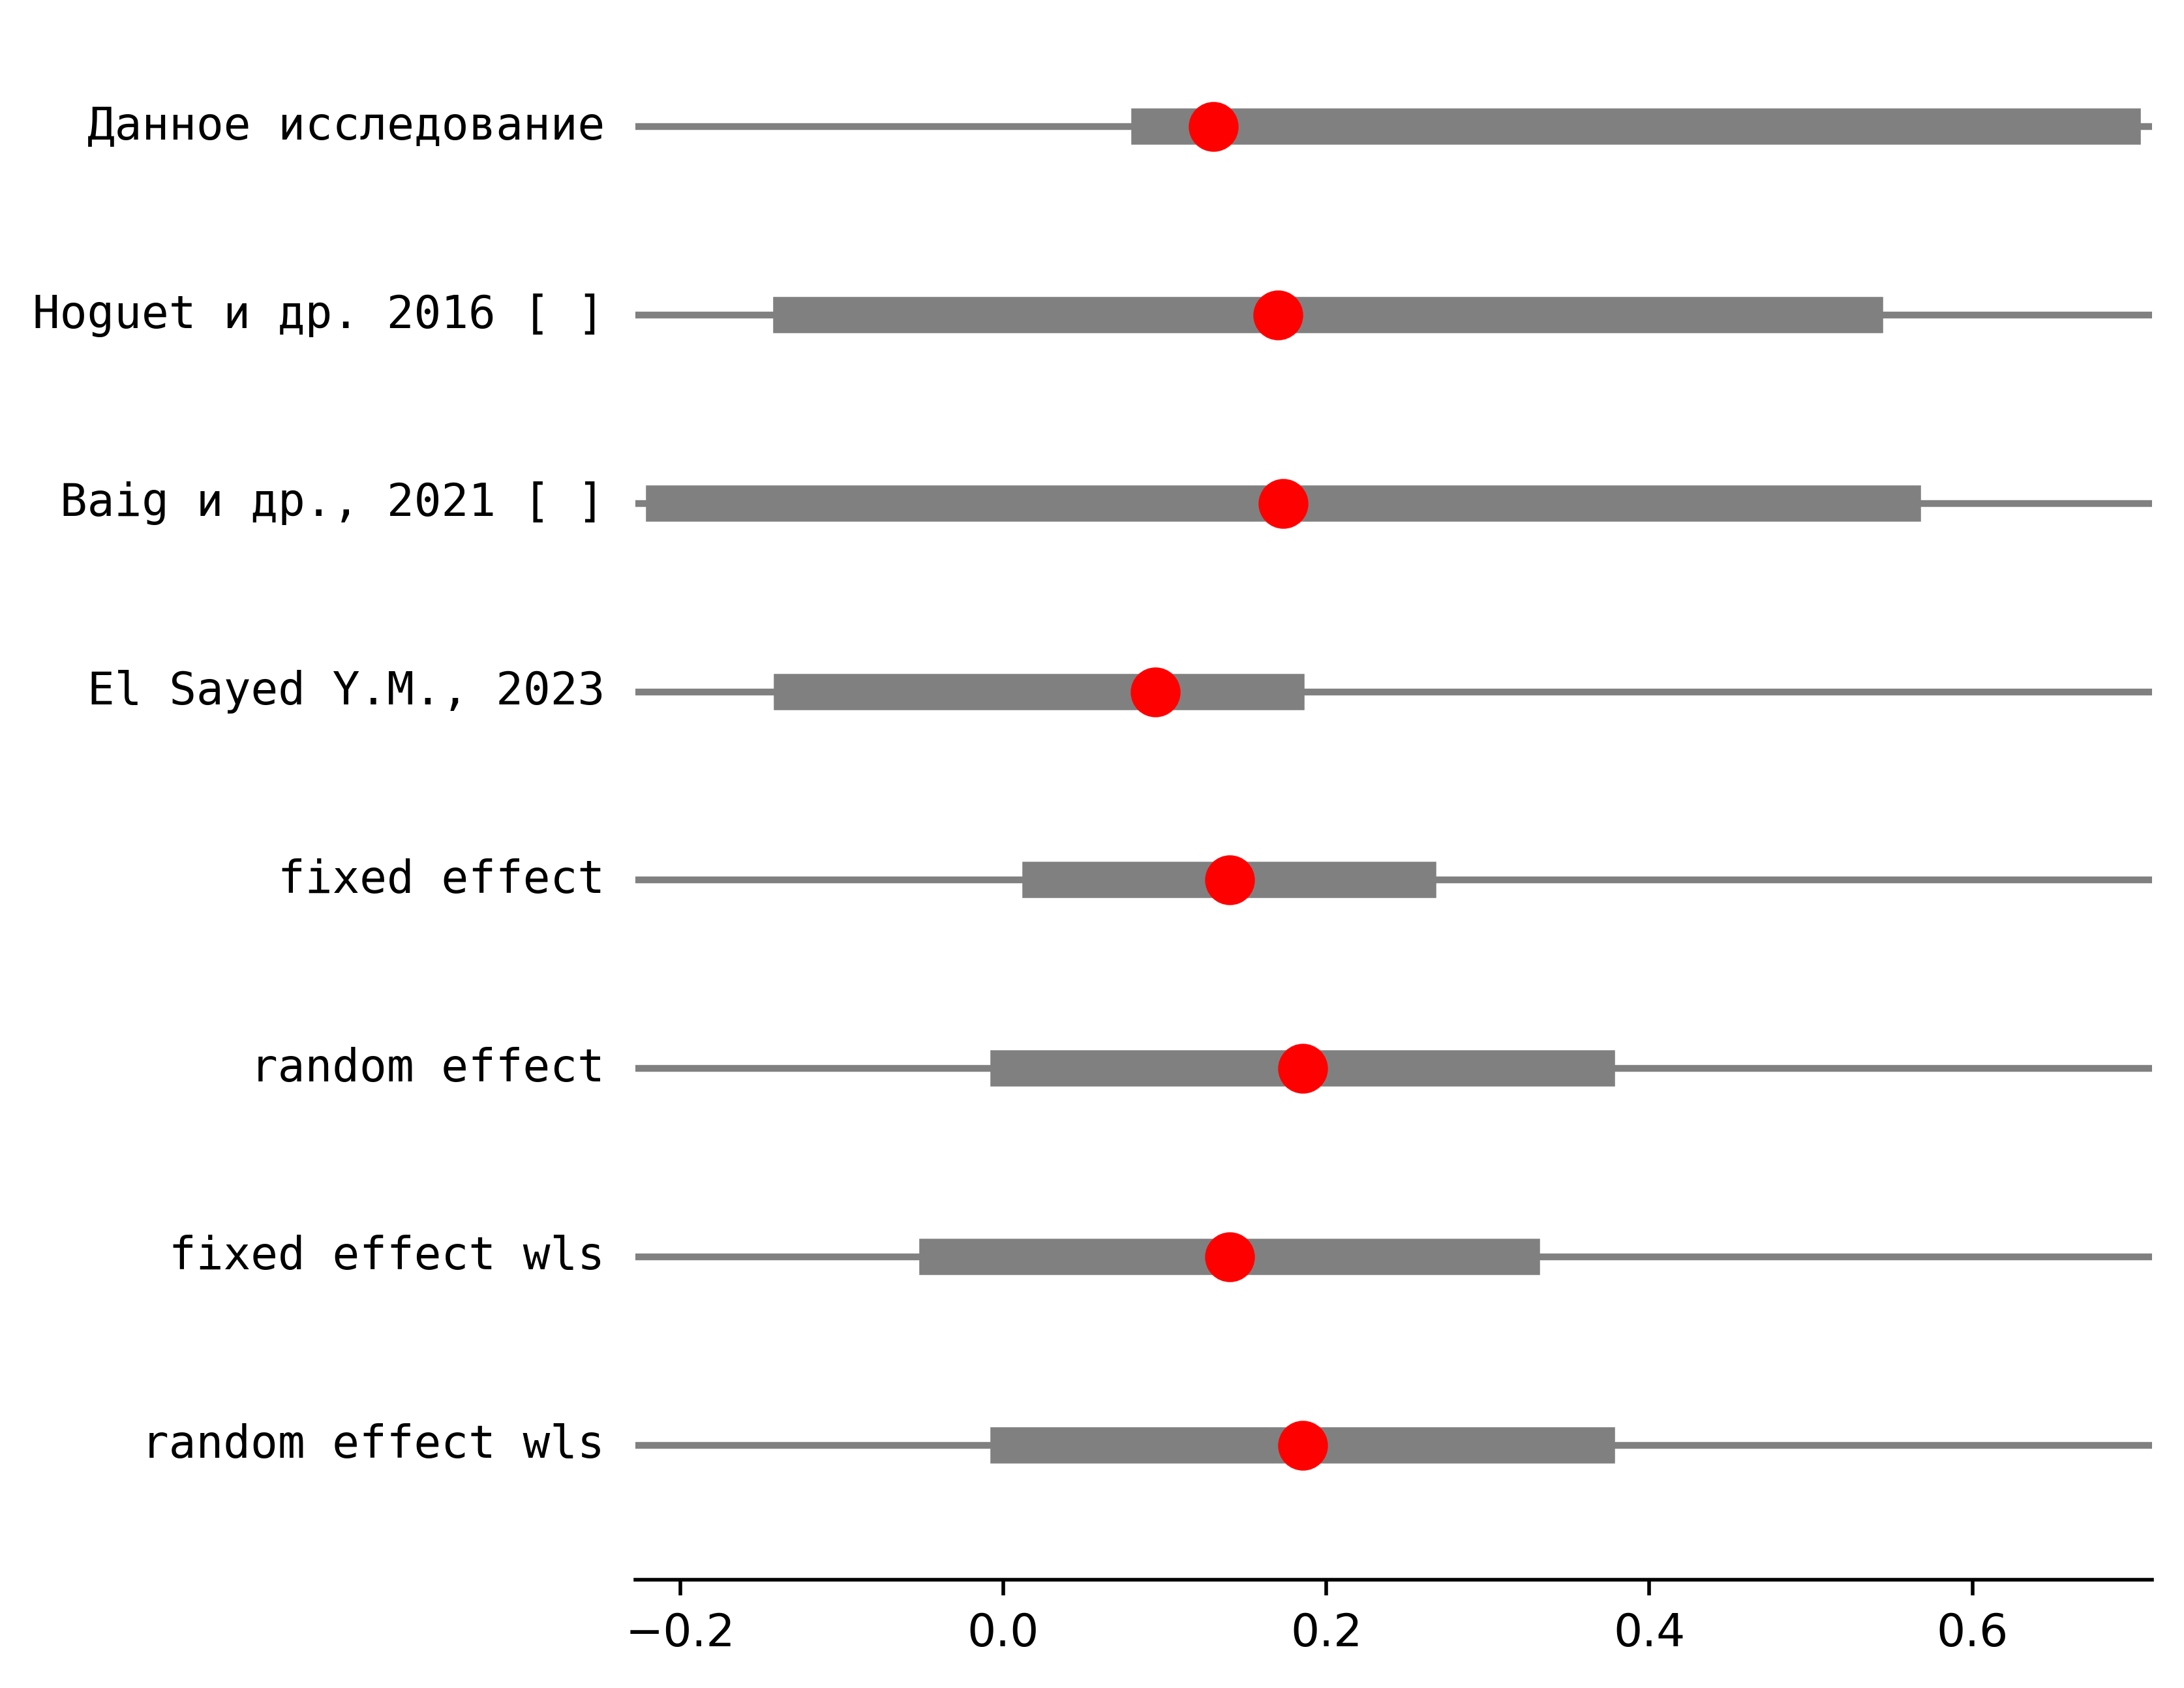 Данное исследование
Hoguet и др. 2016 [ ]
Baig и др., 2021 [ ]
El Sayed Y.M., 2023
fixed effect
random effect
fixed effect wls
random effect wls
−0.2 0.0 0.2 0.4 0.6